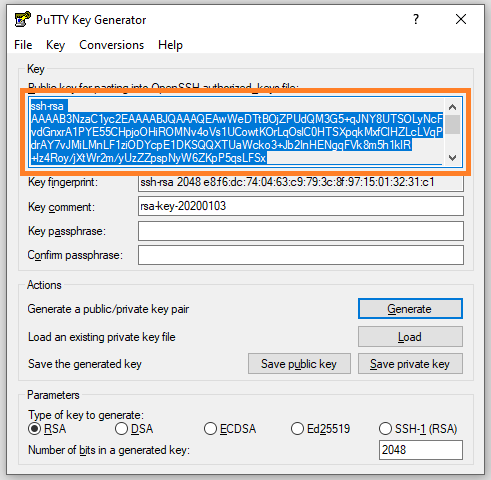 PuTTY Key Generator
File Key Conversions Help
Key
Public key for pasting into OpenSSH authorized_keys file:
ssh-rsa
AAAAB3NzaC1yc2EAAAABJQAAAQEAwWeDTtBOjZPUdQM3G5+qJNY8UTSOLyNcF
vdGnxrA1PYE55CHpjoOHiROMNv4oVs1UCowtKOrLqOslC0HTSXpqkMxfClHZLcLVqP
drAY7vJMiLMnLF1ziODYcpE1DKSQQXTUaWcko3+Jb2lnHENgqFVk8m5h1kIR
+Iz4Roy/jXtWr2m/yUzZZpspNyW6ZKpP5qsLFSx
Key fingerprint: ssh-rsa 2048 e8:f6:dc:74:04:63:c9:79:3c:8f:97:15:01:32:31:c1
Key comment: rsa-key-20200103
Key passphrase:
Confirm passphrase:
Actions
Generate a public/private key pair Generate
Load an existing private key file Load
Save the generated key Save public key Save private key
Parameters
Type of key to generate:
RSA DSA ECDSA Ed25519 SSH-1 (RSA)
Number of bits in a generated key: 2048